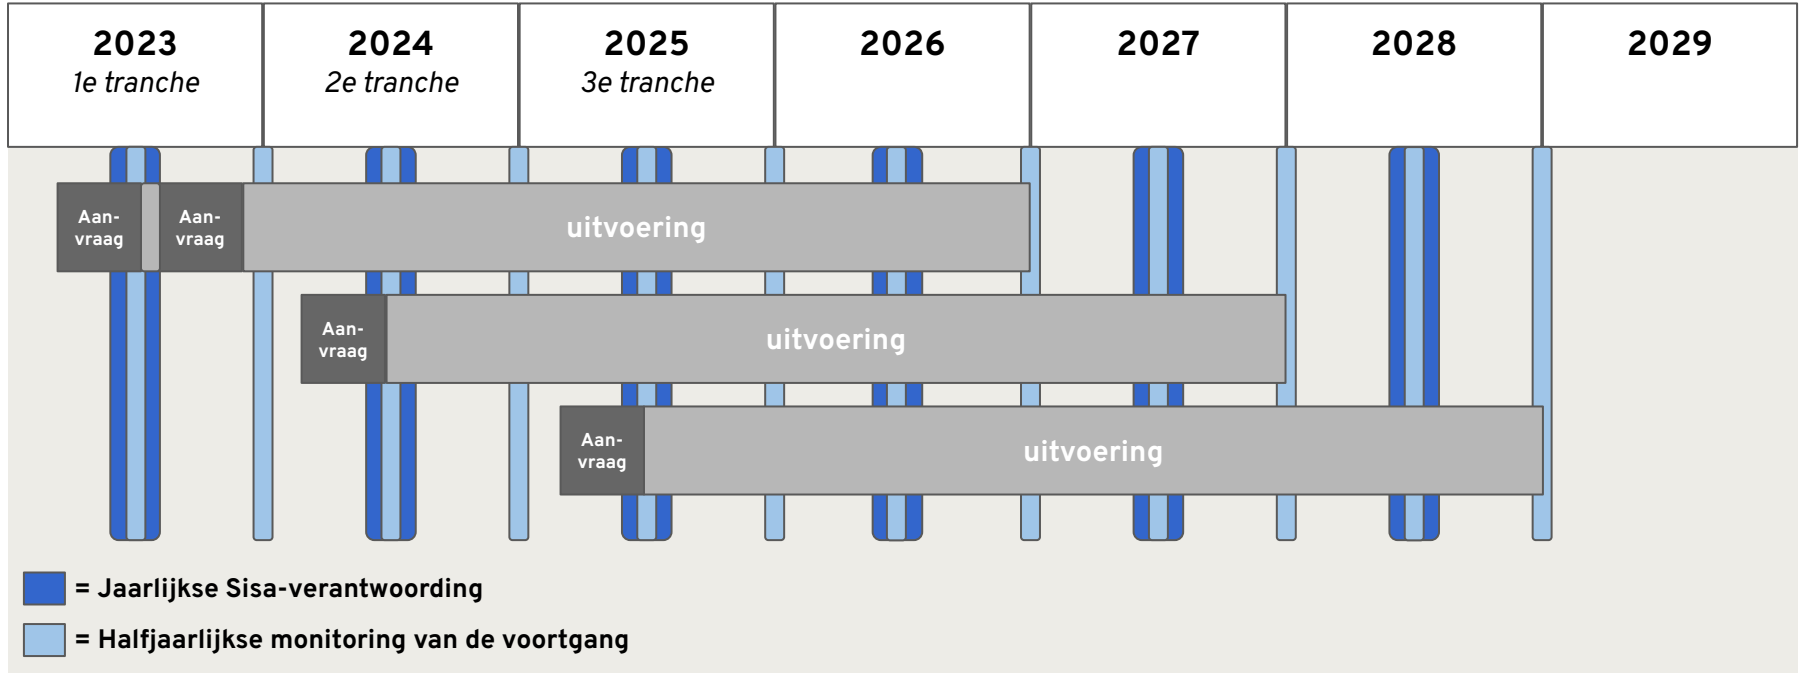 2023
1e tranche
2024
2e tranche
2025
3e tranche
2026
2027
2028
2029
Aan-
vraag
Aan-
vraag
uitvoering
Aan-
vraag
uitvoering
Aan-
vraag
uitvoering
= Jaarlijkse Sisa-verantwoording
= Halfjaarlijkse monitoring van de voortgang